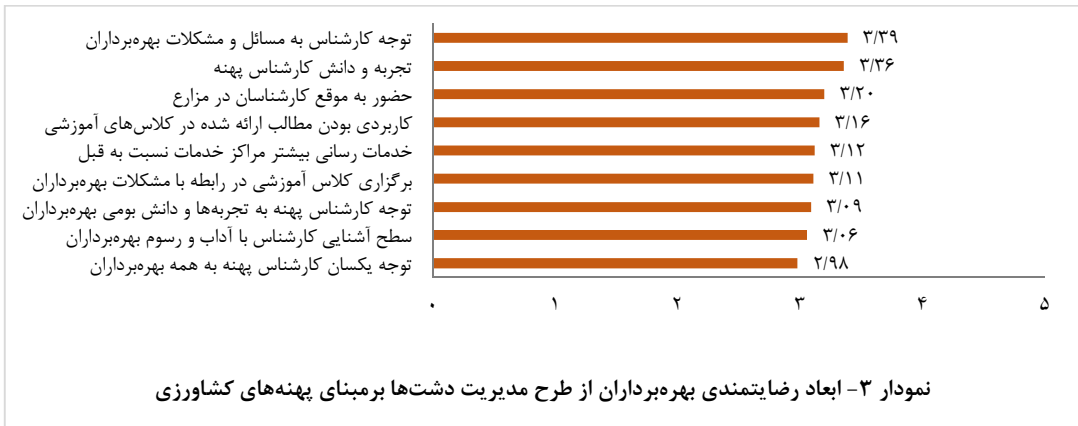 توجه کارشناس به مسائل و مشکلات بهره‌برداران ۳/۳۹
تجربه و دانش کارشناس پهنه ۳/۳۶
حضور به موقع کارشناسان در مزارع ۳/۲۰
کاربردی بودن مطالب ارائه شده در کلاس‌های آموزشی ۳/۱۶
خدمات رسانی بیشتر مراکز خدمات نسبت به قبل ۳/۱۲
برگزاری کلاس آموزشی در رابطه با مشکلات بهره‌برداران ۳/۱۱
توجه کارشناس پهنه به تجربه‌ها و دانش بومی بهره‌برداران ۳/۰۹
سطح آشنایی کارشناس با آداب و رسوم بهره‌برداران ۳/۰۶
توجه یکسان کارشناس پهنه به همه بهره‌برداران ۲/۹۸
۰ ۱ ۲ ۳ ۴ ۵
نمودار ۳- ابعاد رضایتمندی بهره‌برداران از طرح مدیریت دشت‌ها برمبنای پهنه‌های کشاورزی